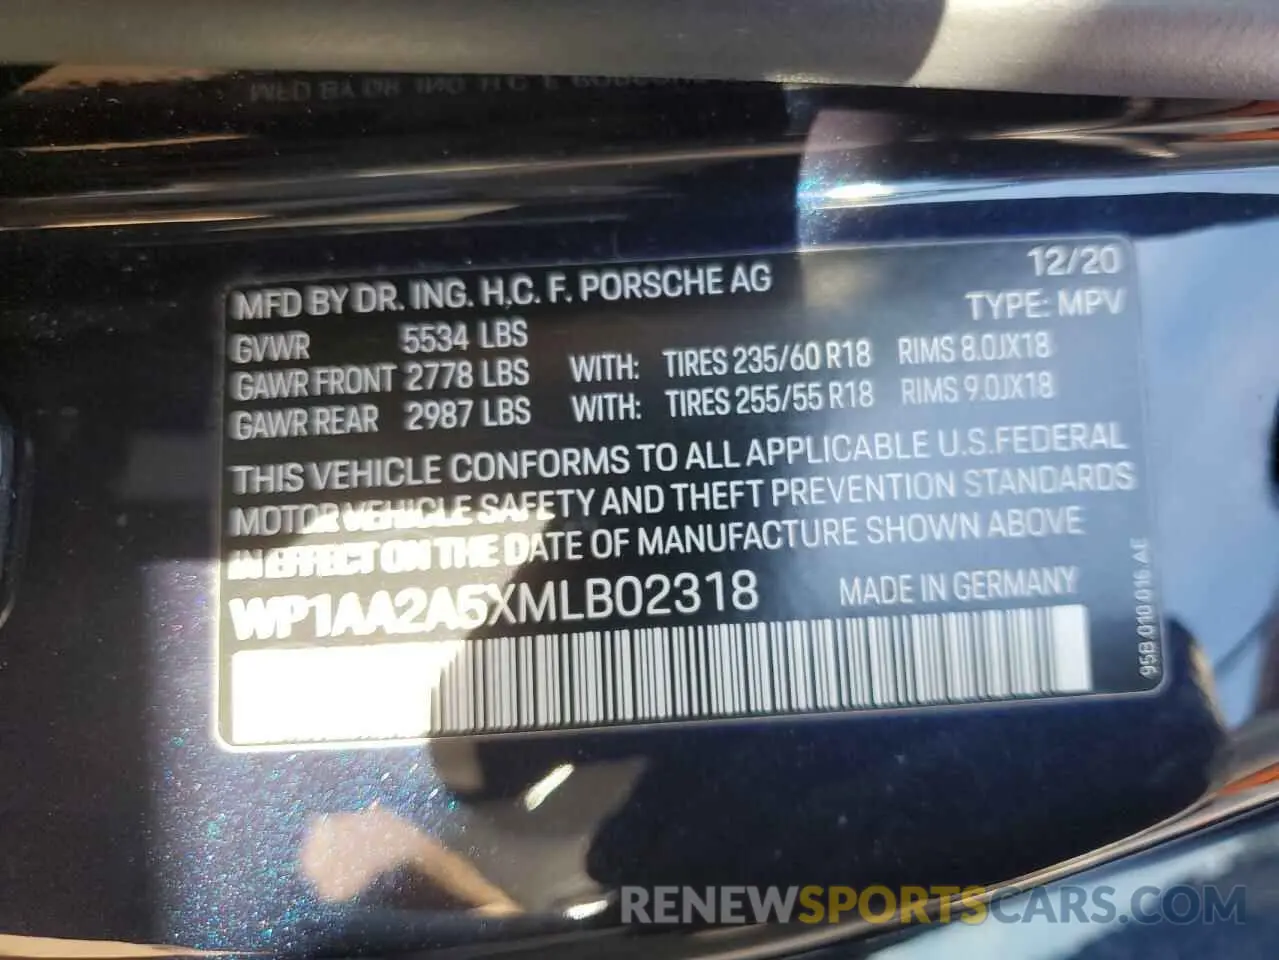 MFD BY DR. ING. H.C. F. PORSCHE AG 12/20
TYPE: MPV
GVWR 5534 LBS
GAWR FRONT 2778 LBS WITH: TIRES 235/60 R18 RIMS 8.0JX18
GAWR REAR 2987 LBS WITH: TIRES 255/55 R18 RIMS 9.0JX18
THIS VEHICLE CONFORMS TO ALL APPLICABLE U.S.FEDERAL
MOTOR VEHICLE SAFETY AND THEFT PREVENTION STANDARDS
IN EFFECT ON THE DATE OF MANUFACTURE SHOWN ABOVE
WP1AA2A5XMLB02318 MADE IN GERMANY
95B.010.016.AE
RENEWSPORTSCARS.COM